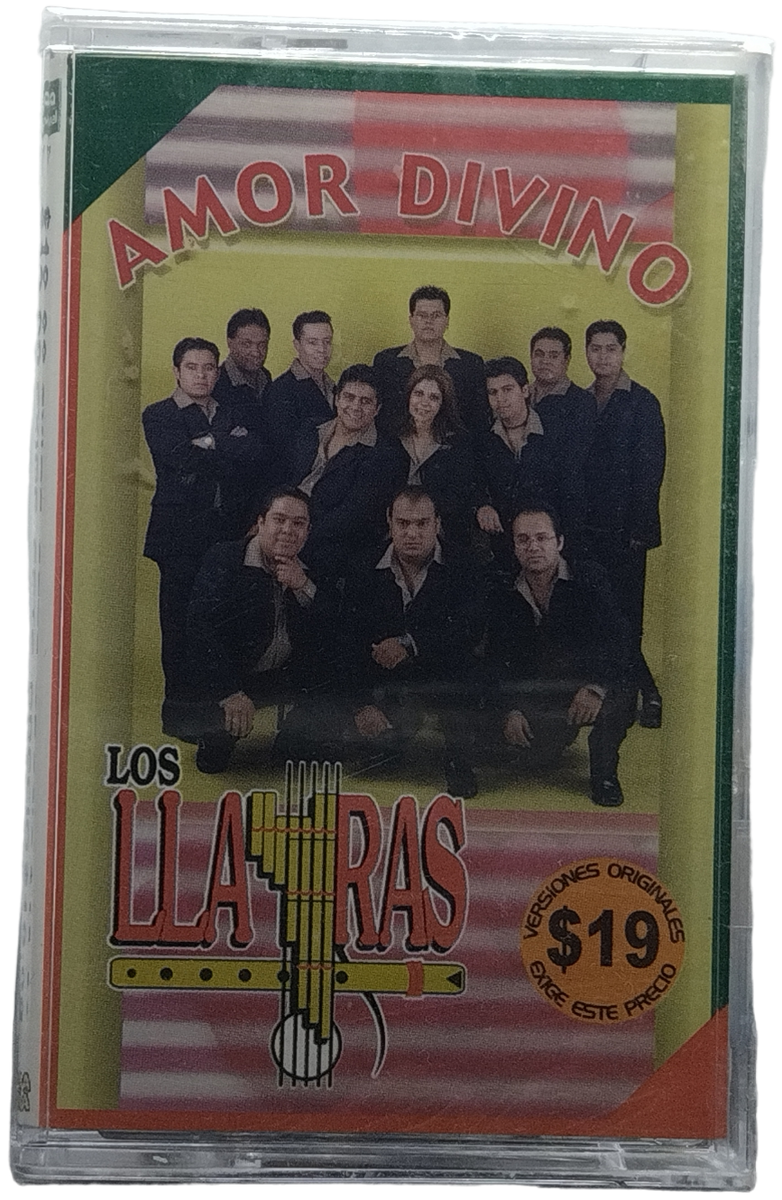 AMOR DIVINO
LOS
LLAYRAS
VERSIONES ORIGINALES
$19
EXIGE ESTE PRECIO